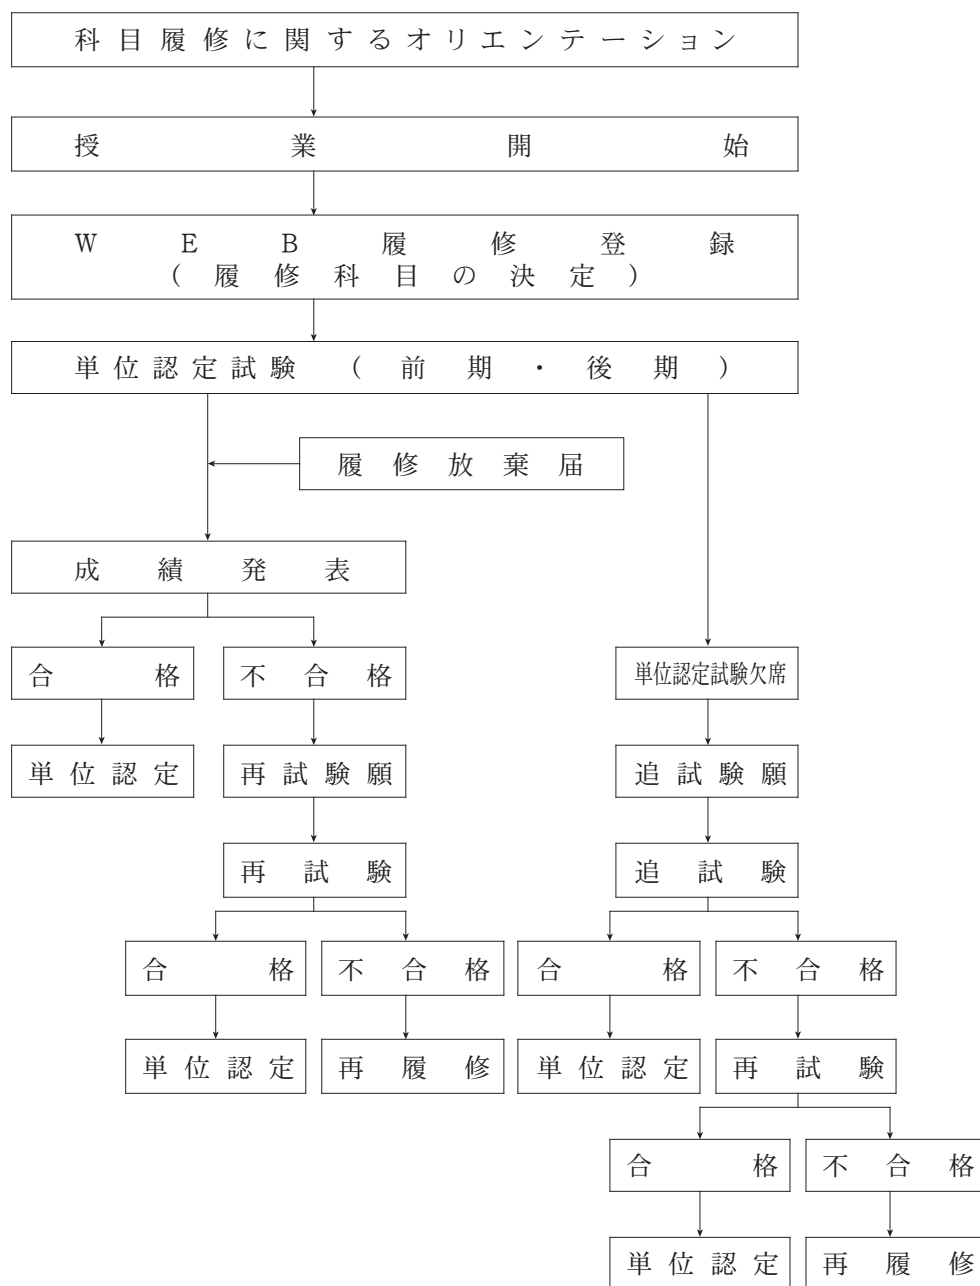 科目履修に関するオリエンテーション
授業開始
WEB履修登録
(履修科目の決定)
単位認定試験(前期・後期)
履修放棄届
成績発表
合格
不合格
単位認定試験欠席
単位認定
再試験願
追試験願
再試験
追試験
合格
不合格
合格
不合格
単位認定
再履修
単位認定
再試験
合格
不合格
単位認定
再履修